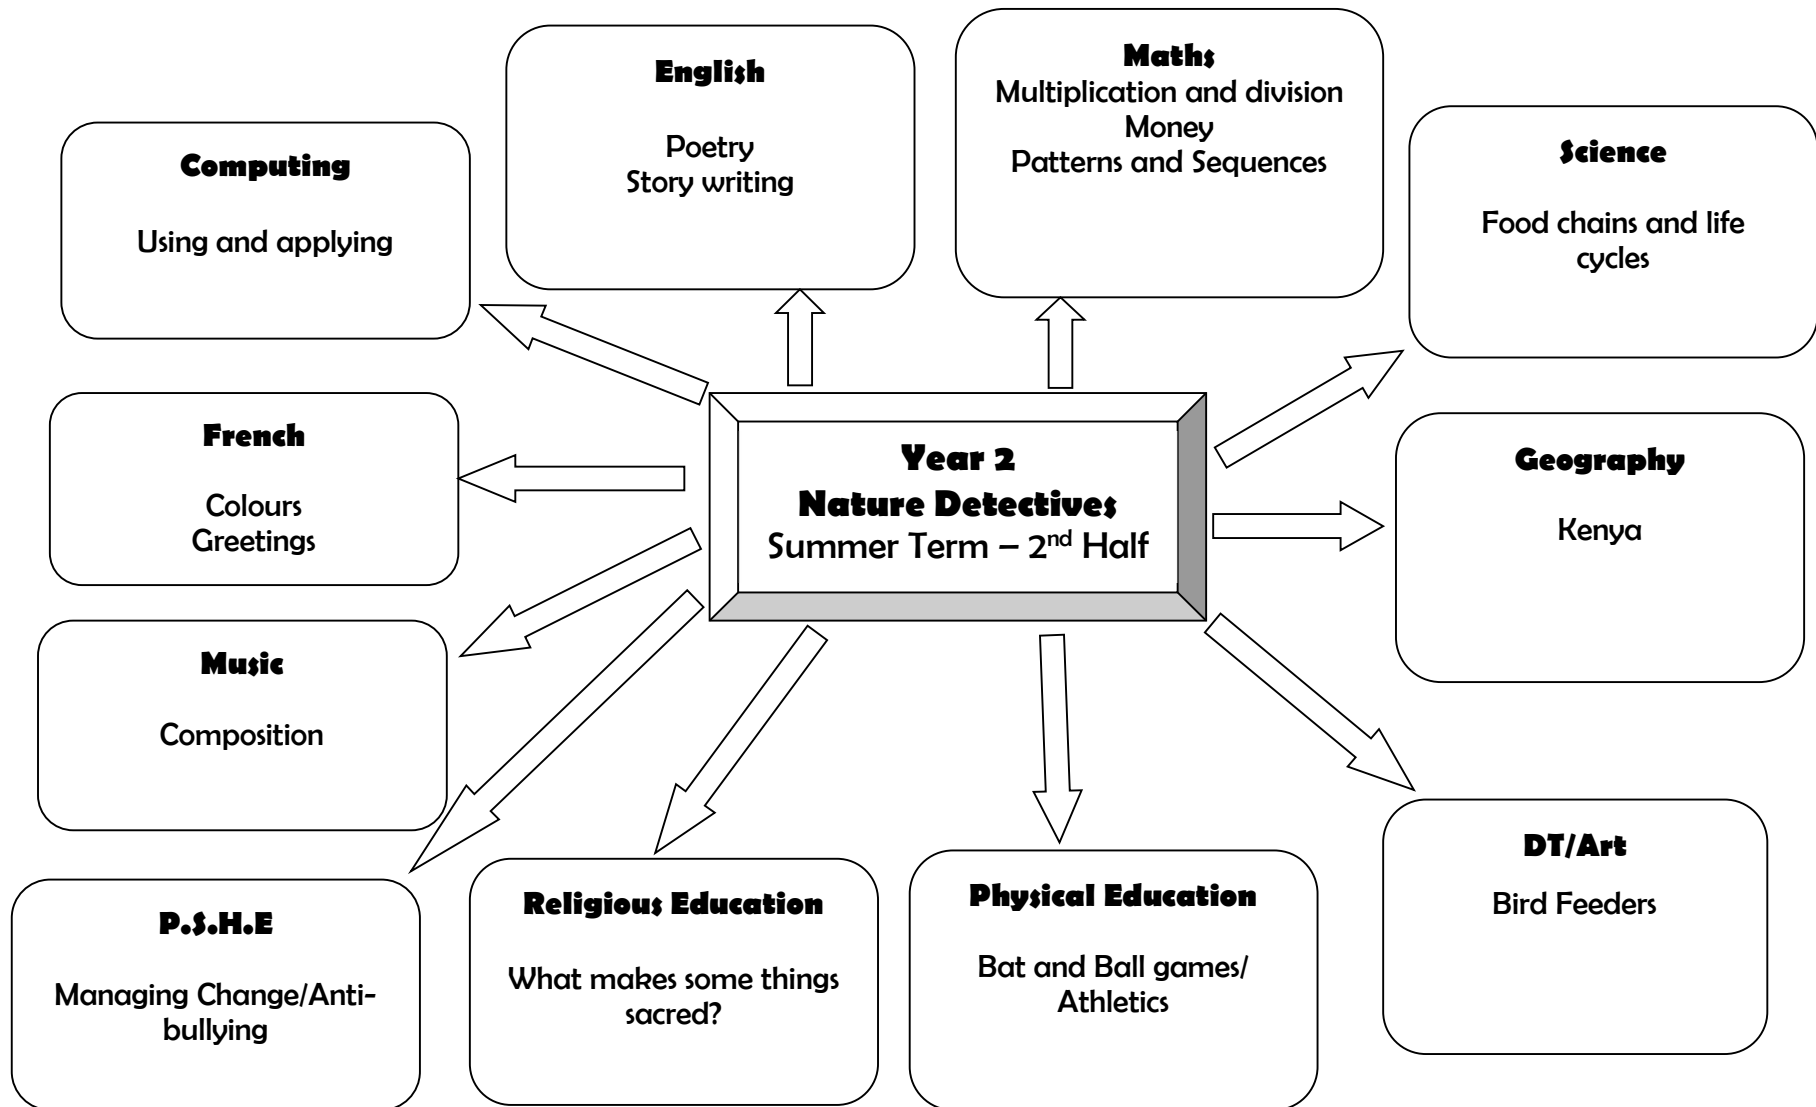 English
Poetry
Story writing
Maths
Multiplication and division
Money
Patterns and Sequences
Computing
Using and applying
Science
Food chains and life
cycles
French
Colours
Greetings
Year 2
Nature Detectives
Summer Term – 2nd Half
Geography
Kenya
Music
Composition
DT/Art
Bird Feeders
P.S.H.E
Managing Change/Anti-
bullying
Religious Education
What makes some things
sacred?
Physical Education
Bat and Ball games/
Athletics